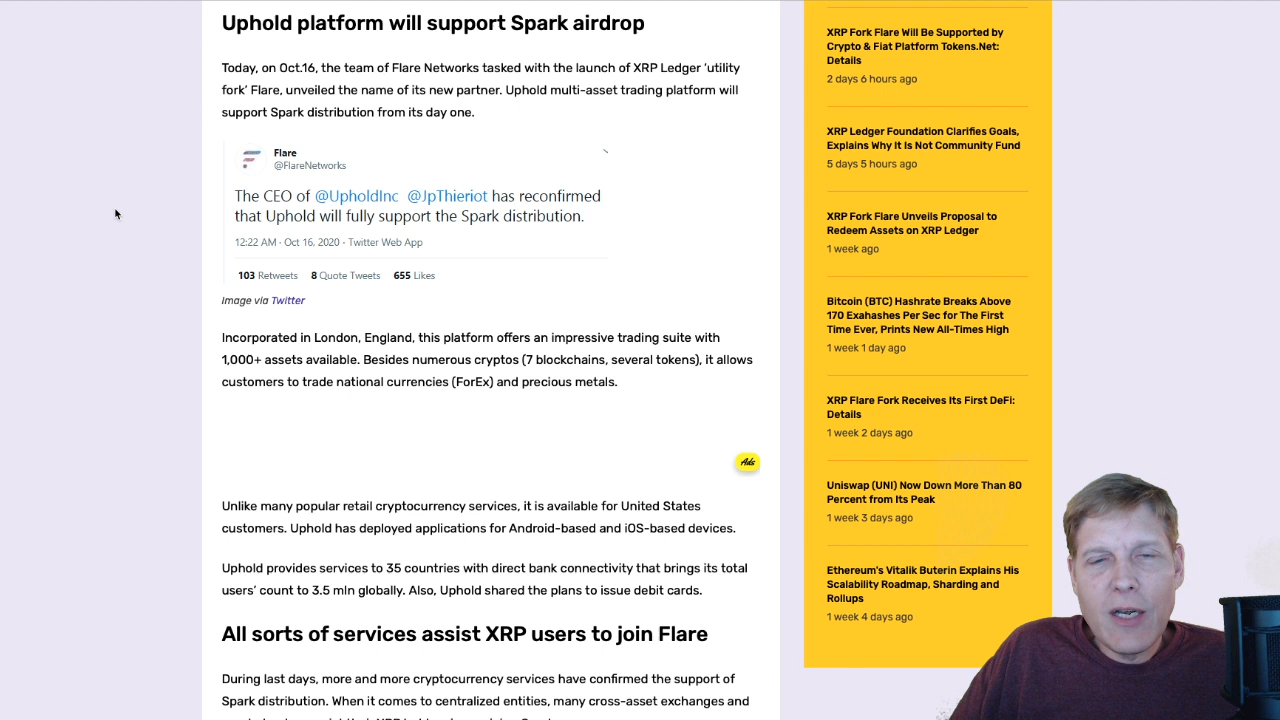 Uphold platform will support Spark airdrop
Today, on Oct.16, the team of Flare Networks tasked with the launch of XRP Ledger ‘utility
fork’ Flare, unveiled the name of its new partner. Uphold multi-asset trading platform will
support Spark distribution from its day one.
Flare
@FlareNetworks
The CEO of @UpholdInc @JpThieriot has reconfirmed
that Uphold will fully support the Spark distribution.
12:22 AM · Oct 16, 2020 · Twitter Web App
103 Retweets 8 Quote Tweets 655 Likes
Image via Twitter
Incorporated in London, England, this platform offers an impressive trading suite with
1,000+ assets available. Besides numerous cryptos (7 blockchains, several tokens), it allows
customers to trade national currencies (ForEx) and precious metals.
Ads
Unlike many popular retail cryptocurrency services, it is available for United States
customers. Uphold has deployed applications for Android-based and iOS-based devices.
Uphold provides services to 35 countries with direct bank connectivity that brings its total
users’ count to 3.5 mln globally. Also, Uphold shared the plans to issue debit cards.
All sorts of services assist XRP users to join Flare
During last days, more and more cryptocurrency services have confirmed the support of
Spark distribution. When it comes to centralized entities, many cross-asset exchanges and
XRP Fork Flare Will Be Supported by
Crypto & Fiat Platform Tokens.Net:
Details
2 days 6 hours ago
XRP Ledger Foundation Clarifies Goals,
Explains Why It Is Not Community Fund
5 days 5 hours ago
XRP Fork Flare Unveils Proposal to
Redeem Assets on XRP Ledger
1 week ago
Bitcoin (BTC) Hashrate Breaks Above
170 Exahashes Per Sec for The First
Time Ever, Prints New All-Times High
1 week 1 day ago
XRP Flare Fork Receives Its First DeFi:
Details
1 week 2 days ago
Uniswap (UNI) Now Down More Than 80
Percent from Its Peak
1 week 3 days ago
Ethereum's Vitalik Buterin Explains His
Scalability Roadmap, Sharding and
Rollups
1 week 4 days ago